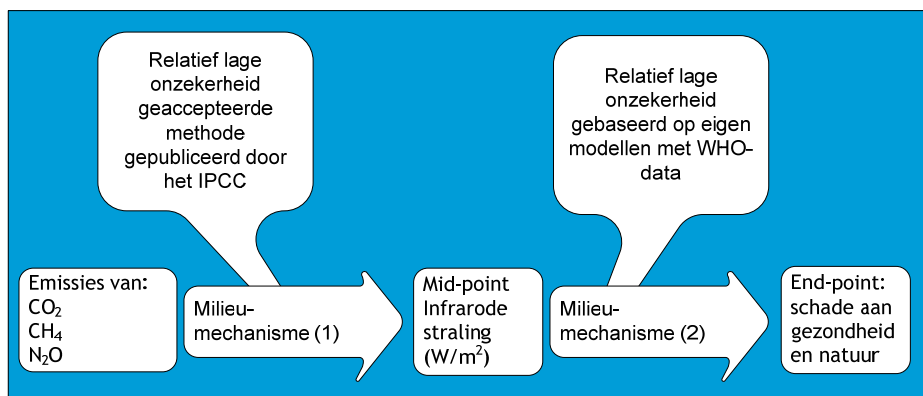 Relatief lage
onzekerheid
geaccepteerde
methode
gepubliceerd door
het IPCC
Relatief lage
onzekerheid
gebaseerd op eigen
modellen met WHO-
data
Emissies van:
CO₂
CH₄
N₂O
Milieu-
mechanisme (1)
Mid-point
Infrarode
straling
(W/m²)
Milieu-
mechanisme (2)
End-point:
schade aan
gezondheid
en natuur